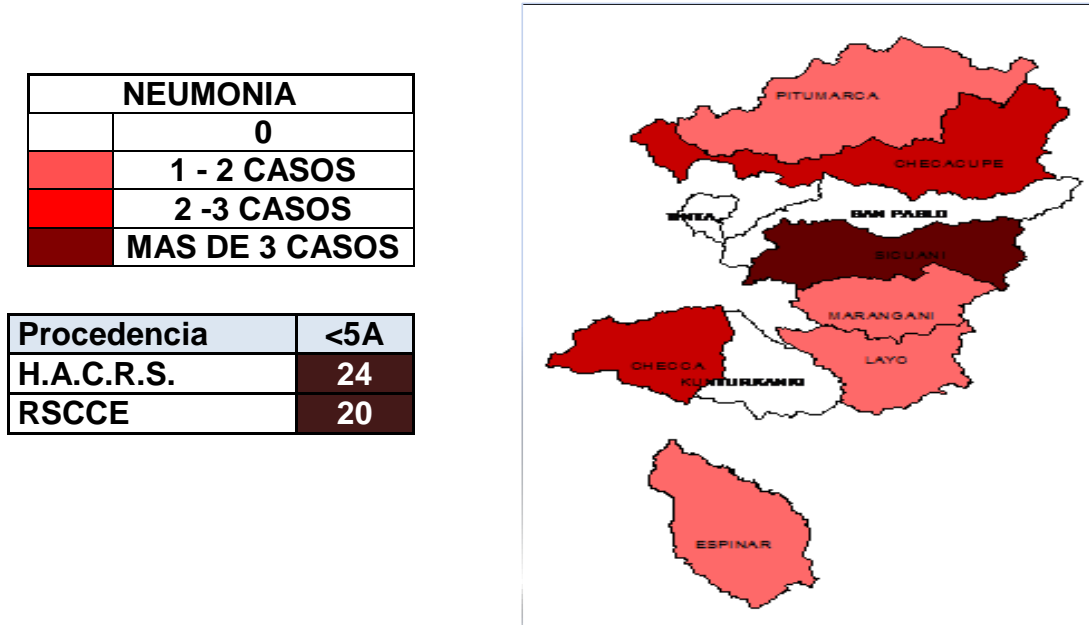 NEUMONIA
0
1 - 2 CASOS
2 -3 CASOS
MAS DE 3 CASOS
Procedencia <5A
H.A.C.R.S. 24
RSCCE 20
PITUMARCA
CHECACUPE
TINTA
SAN PABLO
SICUANI
MARANGANI
LAYO
CHECCA
KUNTURKANKI
ESPINAR